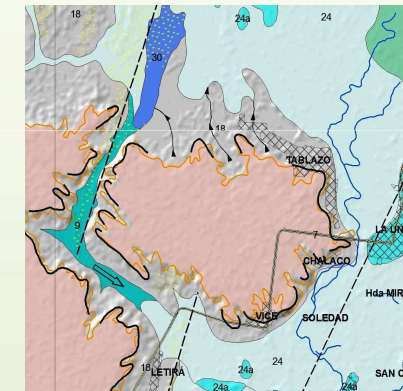 18
24a
24
30
18
TABLAZO
9
7
LA UN
CHALACO
Hda MIR
VICE
SOLEDAD
18
LETIRA
24
24a
24a
SAN C